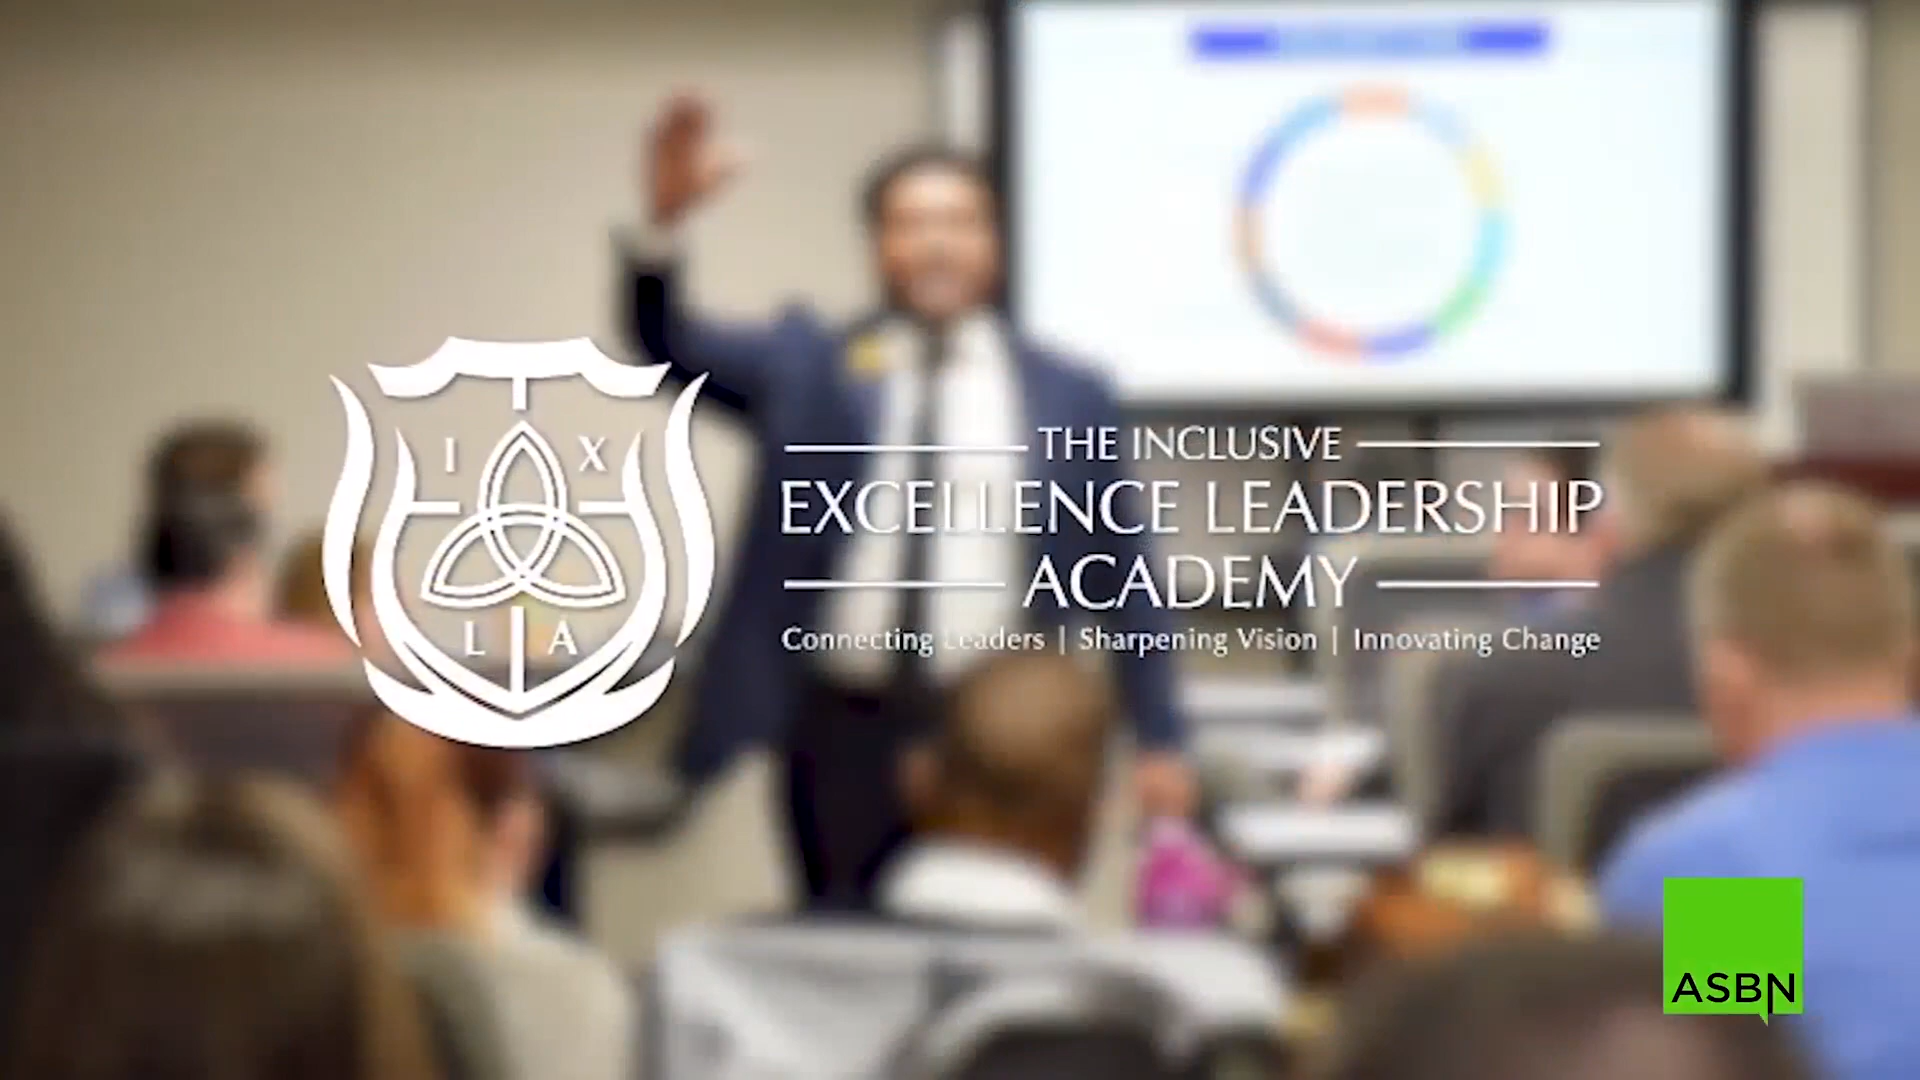 I X
L A
THE INCLUSIVE
EXCELLENCE LEADERSHIP
ACADEMY
Connecting Leaders | Sharpening Vision | Innovating Change
ASBN